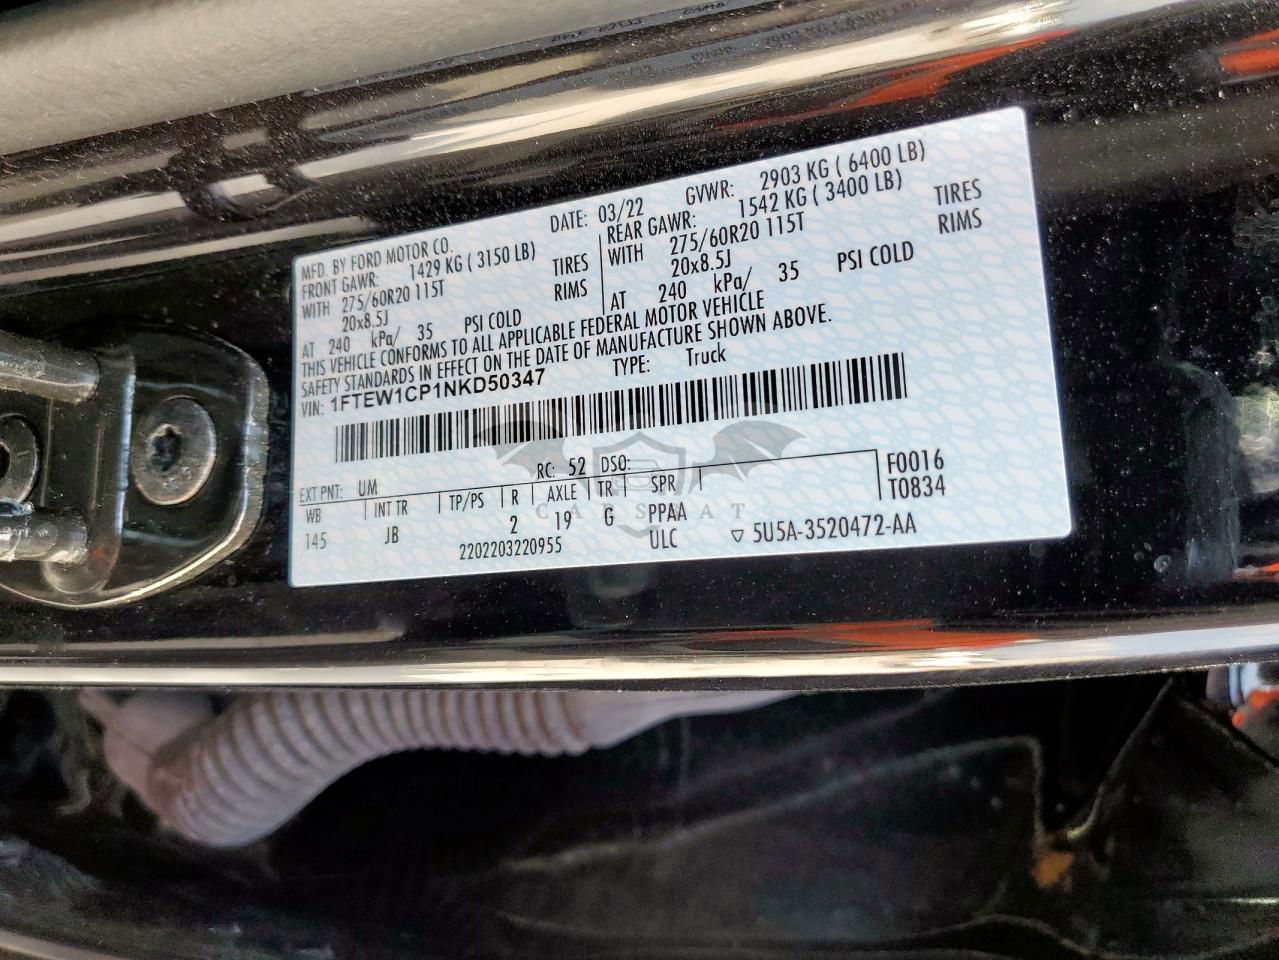 MFD. BY FORD MOTOR CO.
DATE: 03/22
GVWR: 2903 KG ( 6400 LB)
FRONT GAWR: 1429 KG ( 3150 LB)
REAR GAWR: 1542 KG ( 3400 LB)
WITH 275/60R20 115T TIRES
WITH 275/60R20 115T TIRES
20x8.5J RIMS
20x8.5J RIMS
AT 240 kPa/ 35 PSI COLD
AT 240 kPa/ 35 PSI COLD
THIS VEHICLE CONFORMS TO ALL APPLICABLE FEDERAL MOTOR VEHICLE
SAFETY STANDARDS IN EFFECT ON THE DATE OF MANUFACTURE SHOWN ABOVE.
VIN: 1FTEW1CP1NKD50347
TYPE: Truck
EXT PNT: UM
RC: 52 DSO:
WB INT TR TP/PS R AXLE TR SPR
F0016
T0834
145 JB 2 19 G PPAA
2202203220955
ULC
5U5A-3520472-AA
CARSTAT